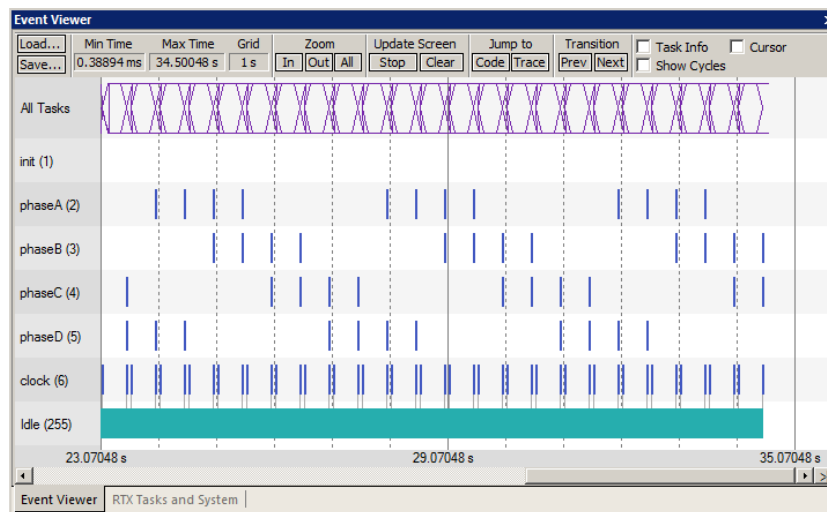 Event Viewer
Load... Min Time Max Time Grid Zoom Update Screen Jump to Transition Task Info Cursor
Save... 0.38894 ms 34.50048 s 1 s In Out All Stop Clear Code Trace Prev Next Show Cycles
All Tasks
init (1)
phaseA (2)
phaseB (3)
phaseC (4)
phaseD (5)
clock (6)
Idle (255)
23.07048 s 29.07048 s 35.07048 s
Event Viewer RTX Tasks and System